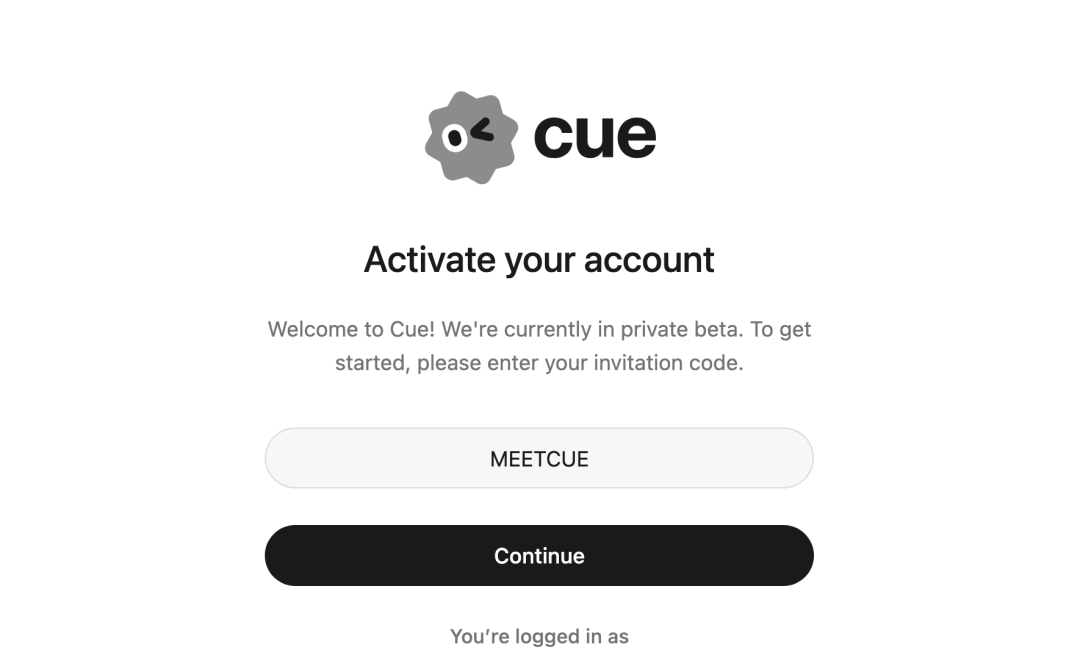 cue
Activate your account
Welcome to Cue! We're currently in private beta. To get
started, please enter your invitation code.
MEETCUE
Continue
You’re logged in as